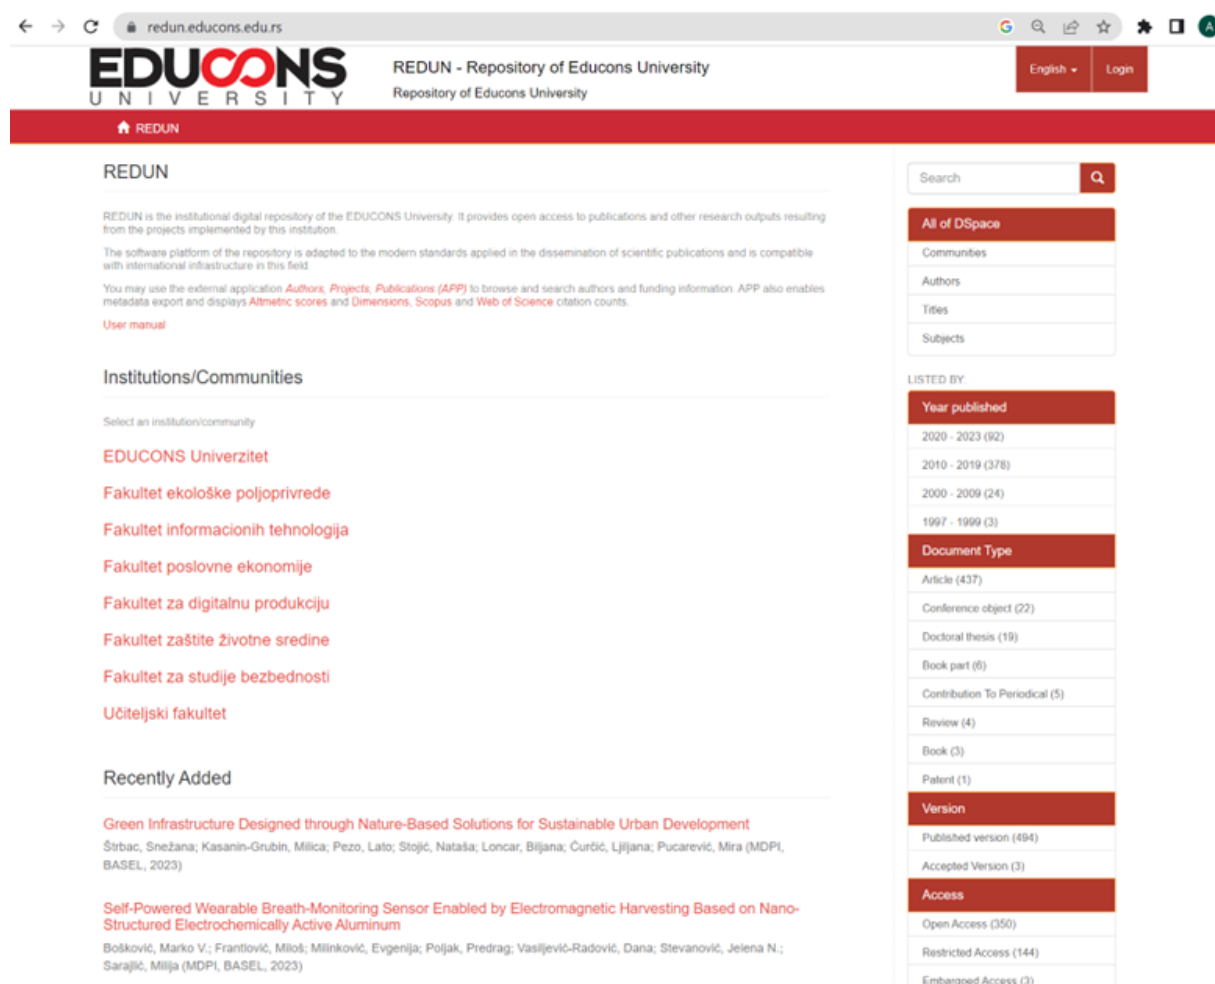 redun.educons.edu.rs
EDUCONS
UNIVERSITY
REDUN - Repository of Educons University
Repository of Educons University
English
Login
REDUN
REDUN
REDUN is the institutional digital repository of the EDUCONS University. It provides open access to publications and other research outputs resulting
from the projects implemented by this institution.
The software platform of the repository is adapted to the modern standards applied in the dissemination of scientific publications and is compatible
with international infrastructure in this field.
You may use the external application Authors, Projects, Publications (APP) to browse and search authors and funding information. APP also enables
metadata export and displays Altmetric scores and Dimensions, Scopus and Web of Science citation counts.
User manual
Institutions/Communities
Select an institution/community
EDUCONS Univerzitet
Fakultet ekološke poljoprivrede
Fakultet informacionih tehnologija
Fakultet poslovne ekonomije
Fakultet za digitalnu produkciju
Fakultet zaštite životne sredine
Fakultet za studije bezbednosti
Učiteljski fakultet
Recently Added
Green Infrastructure Designed through Nature-Based Solutions for Sustainable Urban Development
Štrbac, Snežana; Kasanin-Grubin, Milica; Pezo, Lato; Stojić, Nataša; Loncar, Biljana; Ćurčić, Ljiljana; Pucarević, Mira (MDPI,
BASEL, 2023)
Self-Powered Wearable Breath-Monitoring Sensor Enabled by Electromagnetic Harvesting Based on Nano-
Structured Electrochemically Active Aluminum
Bošković, Marko V.; Frantlović, Miloš; Milinković, Evgenija; Poljak, Predrag; Vasiljević-Radović, Dana; Stevanović, Jelena N.;
Sarajlić, Milija (MDPI, BASEL, 2023)
Search
All of DSpace
Communities
Authors
Titles
Subjects
LISTED BY
Year published
2020 - 2023 (92)
2010 - 2019 (378)
2000 - 2009 (24)
1997 - 1999 (3)
Document Type
Article (437)
Conference object (22)
Doctoral thesis (19)
Book part (6)
Contribution To Periodical (5)
Review (4)
Book (3)
Patent (1)
Version
Published version (494)
Accepted Version (3)
Access
Open Access (350)
Restricted Access (144)
Embargoed Access (3)